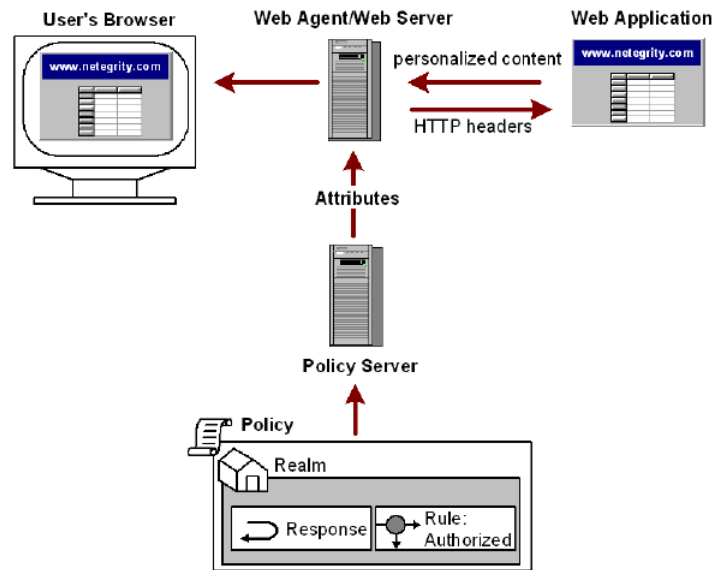 User's Browser
Web Agent/Web Server
Web Application
www.netegrity.com
personalized content
www.netegrity.com
HTTP headers
Attributes
Policy Server
Policy
Realm
Response
Rule:
Authorized